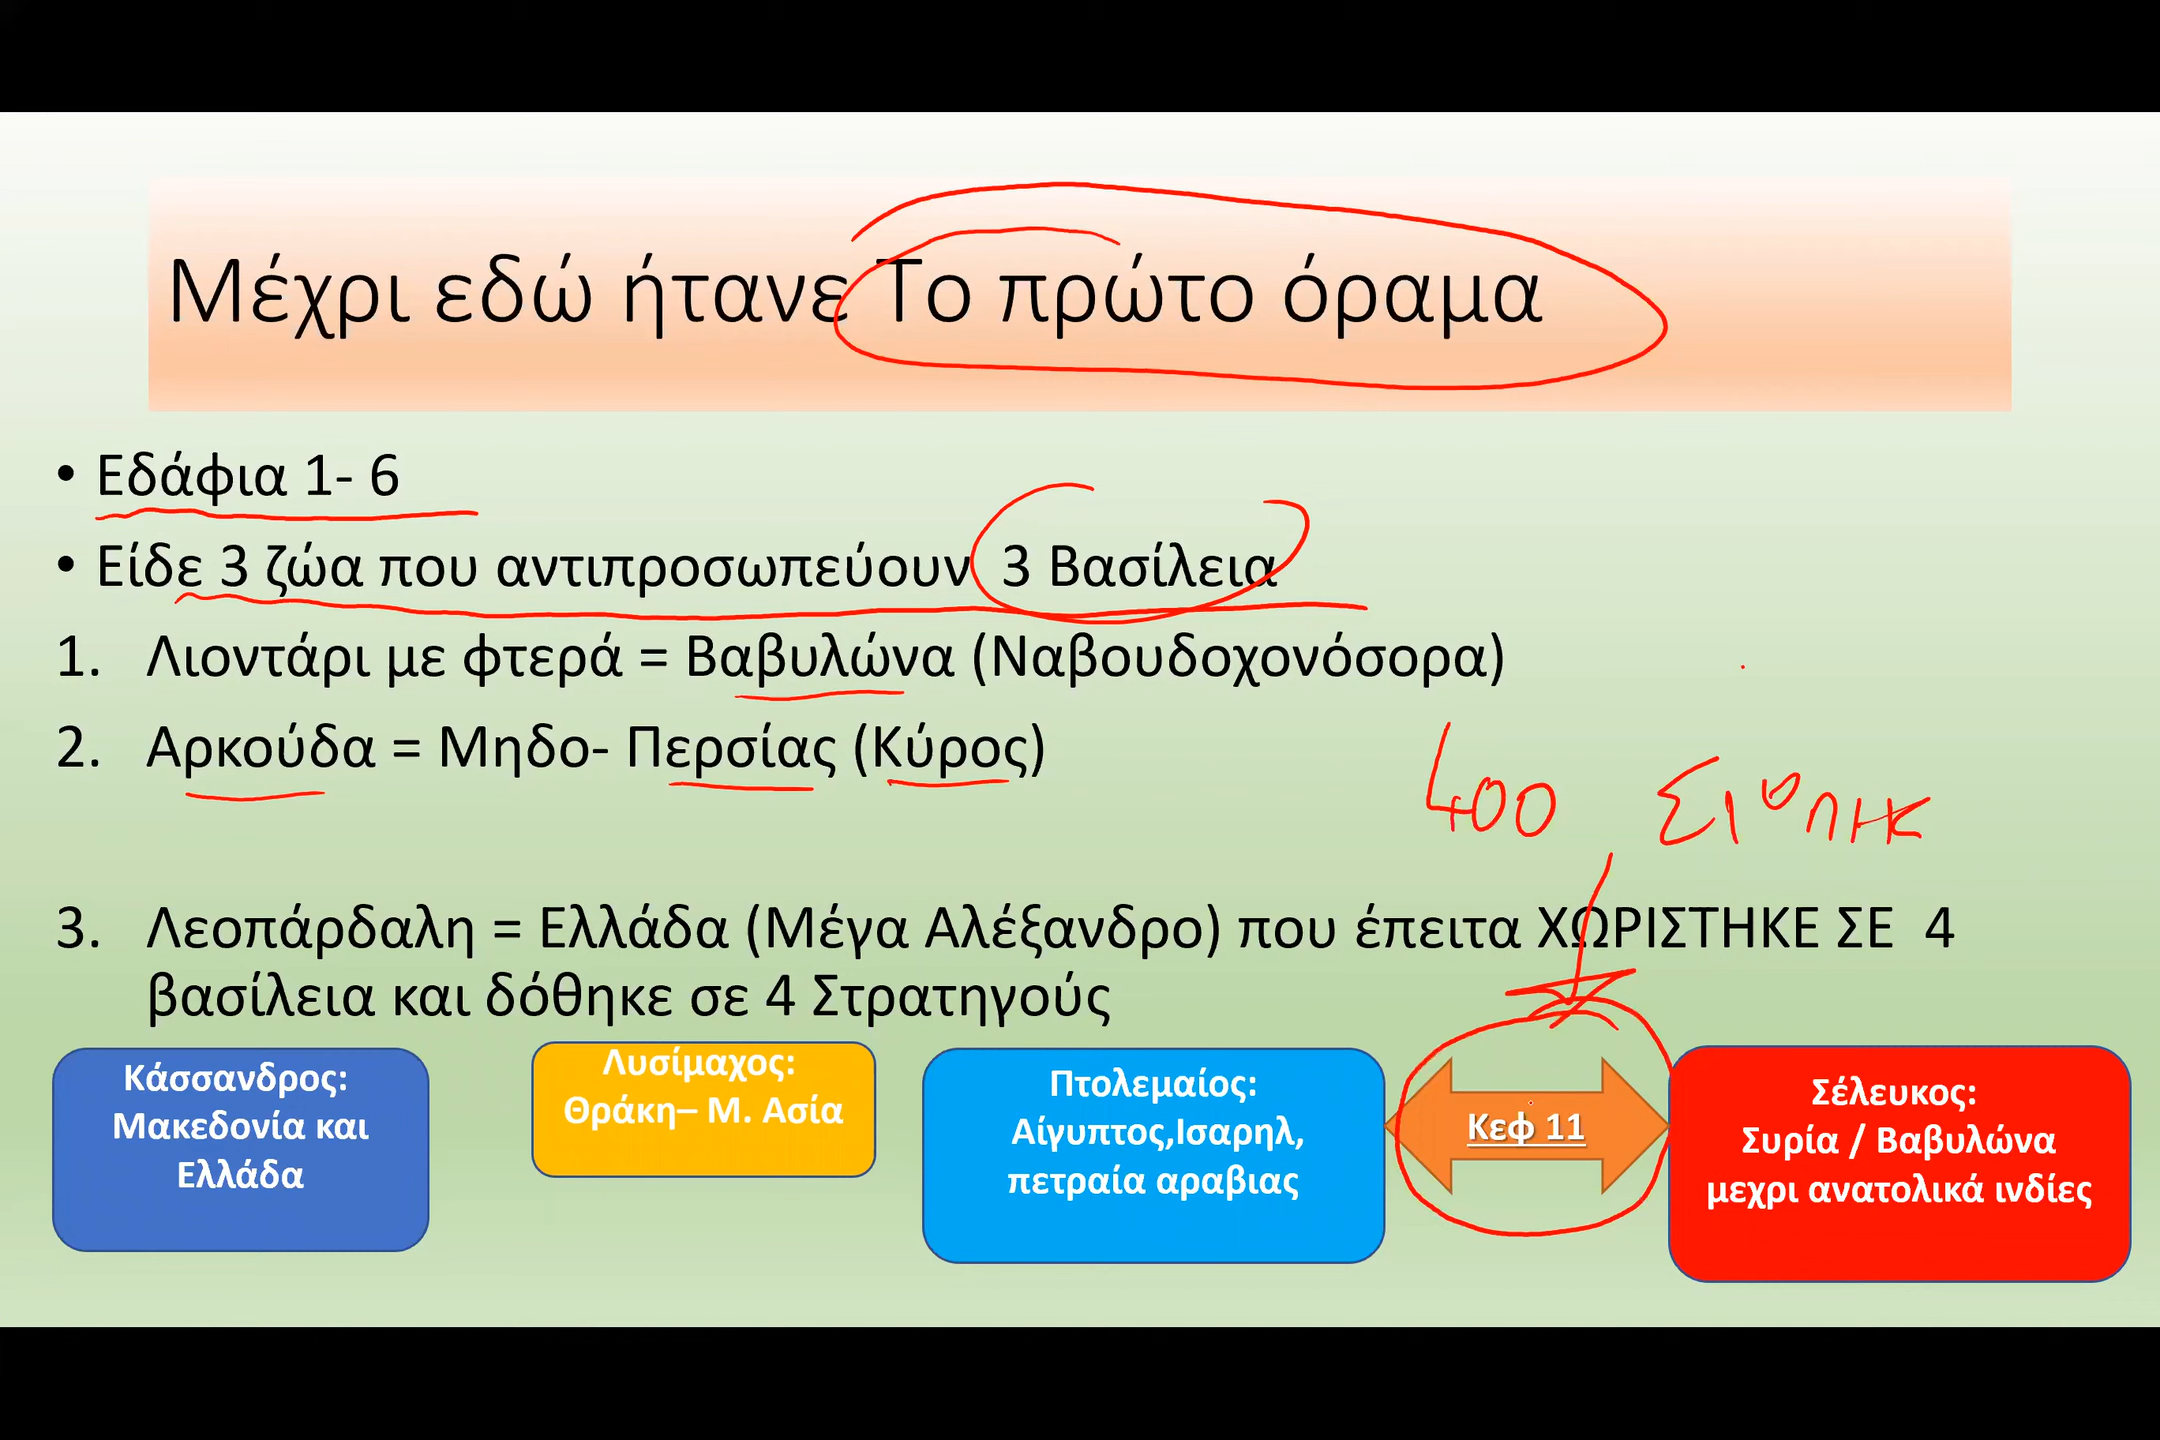 Μέχρι εδώ ήτανε Το πρώτο όραμα
• Εδάφια 1- 6
• Είδε 3 ζώα που αντιπροσωπεύουν 3 Βασίλεια
1. Λιοντάρι με φτερά = Βαβυλώνα (Ναβουδοχονόσορα)
2. Αρκούδα = Μηδο- Περσίας (Κύρος)
400
3. Λεοπάρδαλη = Ελλάδα (Μέγα Αλέξανδρο) που έπειτα ΧΩΡΙΣΤΗΚΕ ΣΕ 4
βασίλεια και δόθηκε σε 4 Στρατηγούς
Κάσσανδρος:
Μακεδονία και
Ελλάδα
Λυσίμαχος:
Θράκη– Μ. Ασία
Πτολεμαίος:
Αίγυπτος,Ισαρηλ,
πετραία αραβιας
Κεφ 11
Σέλευκος:
Συρία / Βαβυλώνα
μεχρι ανατολικά ινδίες